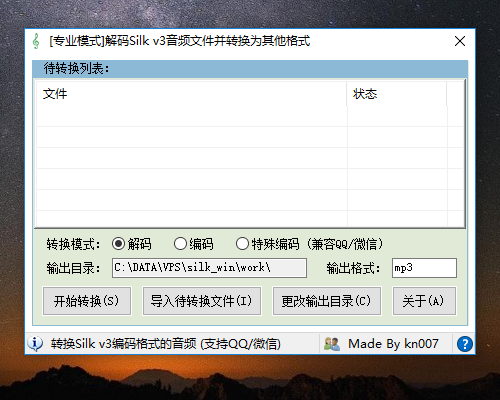 [专业模式]解码Silk v3音频文件并转换为其他格式
待转换列表:
文件 状态
转换模式: 解码 编码 特殊编码 (兼容QQ/微信)
输出目录: C:\DATA\VPS\silk_win\work\ 输出格式: mp3
开始转换(S) 导入待转换文件(I) 更改输出目录(C) 关于(A)
转换Silk v3编码格式的音频 (支持QQ/微信) Made By kn007